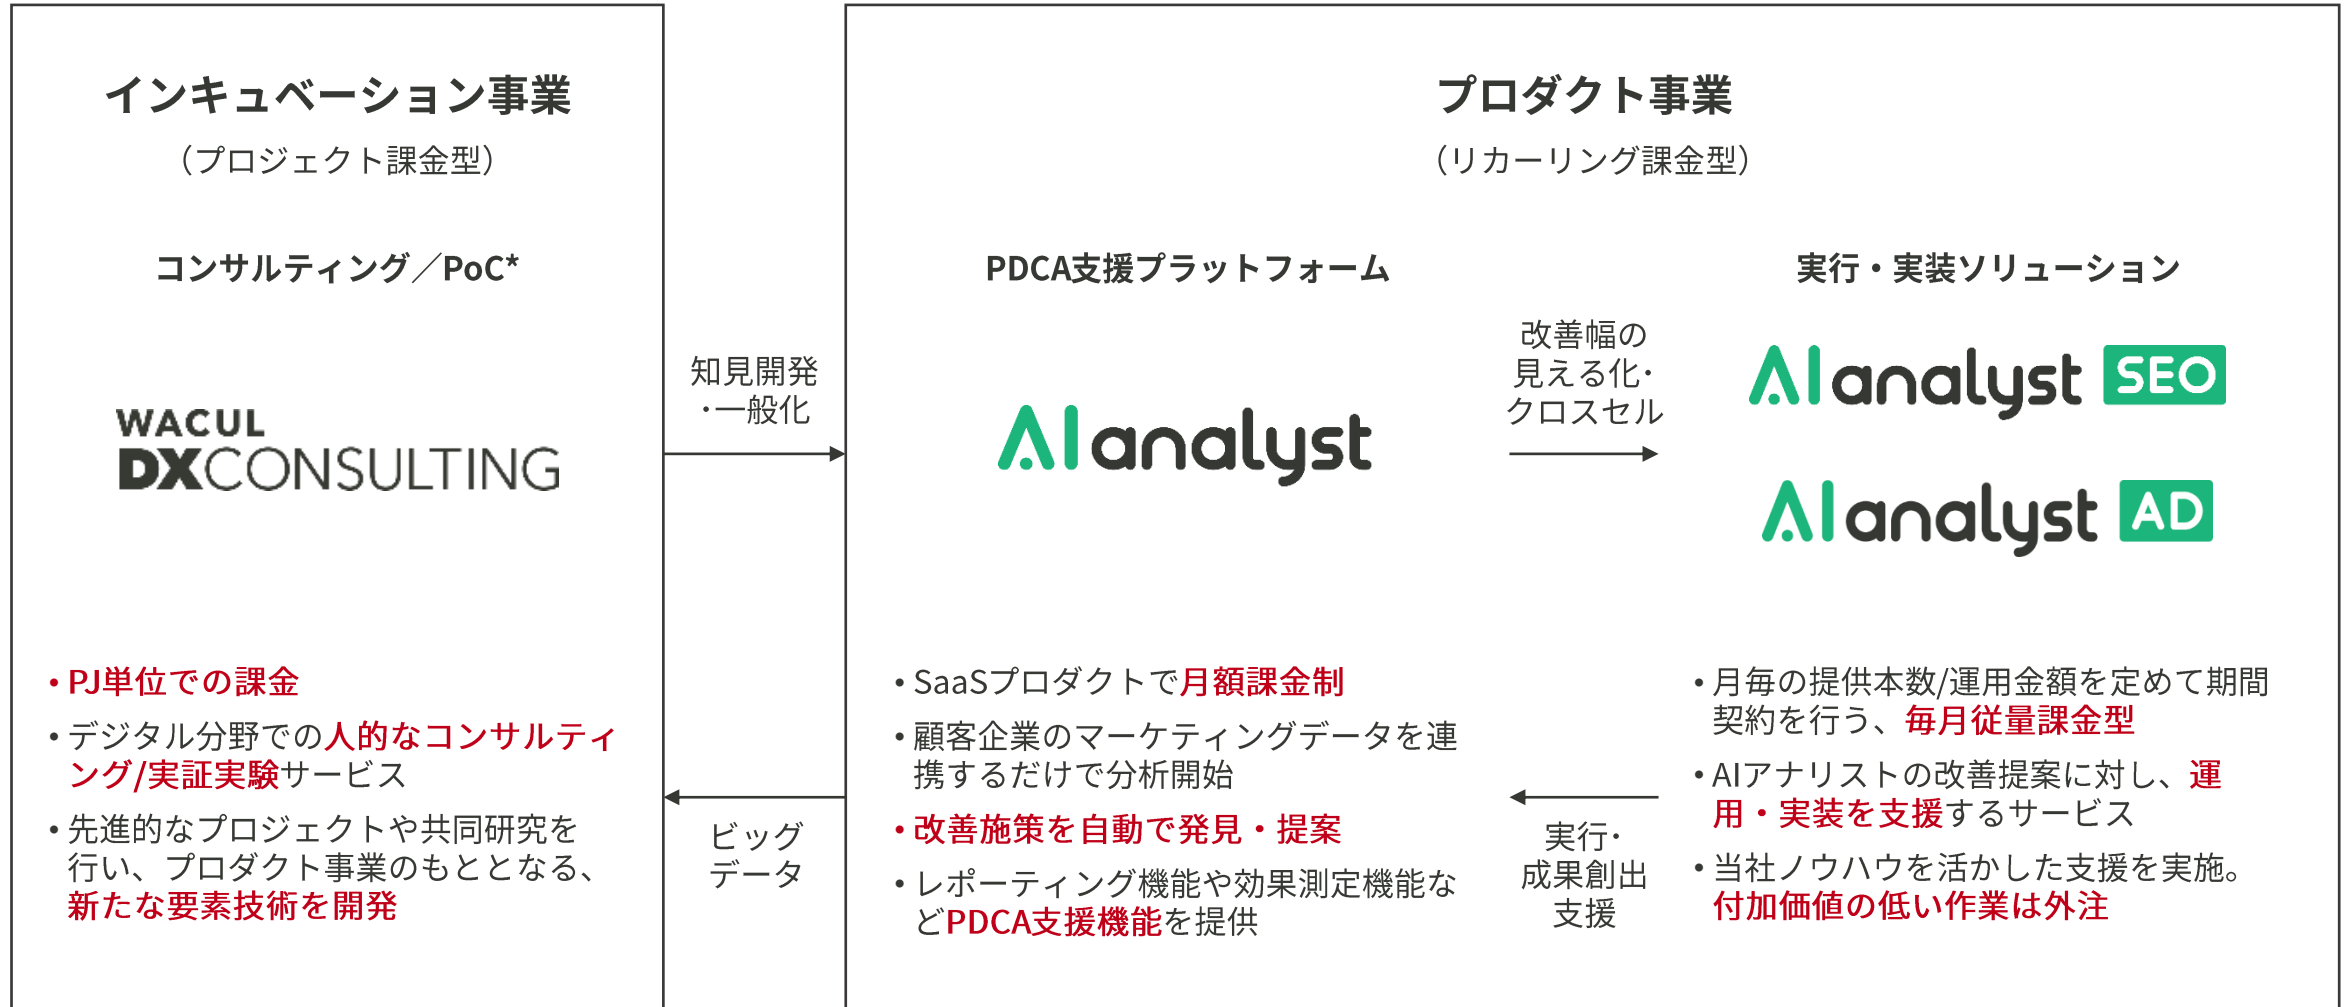 インキュベーション事業
（プロジェクト課金型）
コンサルティング／PoC*
WACUL
DXCONSULTING
・PJ単位での課金
・デジタル分野での人的なコンサルティ
ング/実証実験サービス
・先進的なプロジェクトや共同研究を
行い、プロダクト事業のもととなる、
新たな要素技術を開発
知見開発
・一般化
ビッグ
データ
プロダクト事業
（リカーリング課金型）
PDCA支援プラットフォーム
AI analyst
・SaaSプロダクトで月額課金制
・顧客企業のマーケティングデータを連
携するだけで分析開始
・改善施策を自動で発見・提案
・レポーティング機能や効果測定機能な
どPDCA支援機能を提供
改善幅の
見える化・
クロスセル
実行・
成果創出
支援
実行・実装ソリューション
AI analyst SEO
AI analyst AD
・月毎の提供本数/運用金額を定めて期間
契約を行う、毎月従量課金型
・AIアナリストの改善提案に対し、運
用・実装を支援するサービス
・当社ノウハウを活かした支援を実施。
付加価値の低い作業は外注